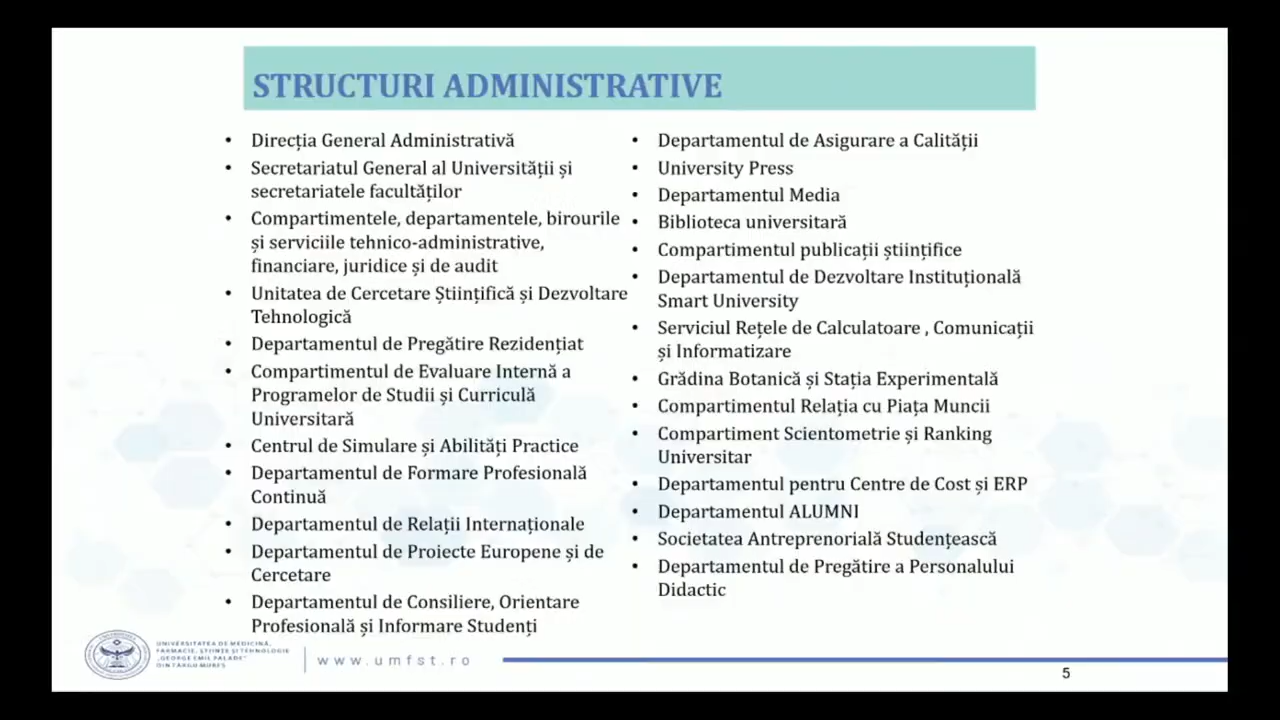 STRUCTURI ADMINISTRATIVE
• Direcția General Administrativă
• Secretariatul General al Universității și
secretariatele facultăților
• Compartimentele, departamentele, birourile
și serviciile tehnico-administrative,
financiare, juridice și de audit
• Unitatea de Cercetare Științifică și Dezvoltare
Tehnologică
• Departamentul de Pregătire Rezidențiat
• Compartimentul de Evaluare Internă a
Programelor de Studii și Curriculă
Universitară
• Centrul de Simulare și Abilități Practice
• Departamentul de Formare Profesională
Continuă
• Departamentul de Relații Internaționale
• Departamentul de Proiecte Europene și de
Cercetare
• Departamentul de Consiliere, Orientare
Profesională și Informare Studenți
• Departamentul de Asigurare a Calității
• University Press
• Departamentul Media
• Biblioteca universitară
• Compartimentul publicații științifice
• Departamentul de Dezvoltare Instituțională
Smart University
• Serviciul Rețele de Calculatoare , Comunicații
și Informatizare
• Grădina Botanică și Stația Experimentală
• Compartimentul Relația cu Piața Muncii
• Compartiment Scientometrie și Ranking
Universitar
• Departamentul pentru Centre de Cost și ERP
• Departamentul ALUMNI
• Societatea Antreprenorială Studențească
• Departamentul de Pregătire a Personalului
Didactic
UNIVERSITATEA DE MEDICINĂ,
FARMACIE, ȘTIINȚE ȘI TEHNOLOGIE
„GEORGE EMIL PALADE”
DIN TÂRGU MUREȘ
www.umfst.ro
5